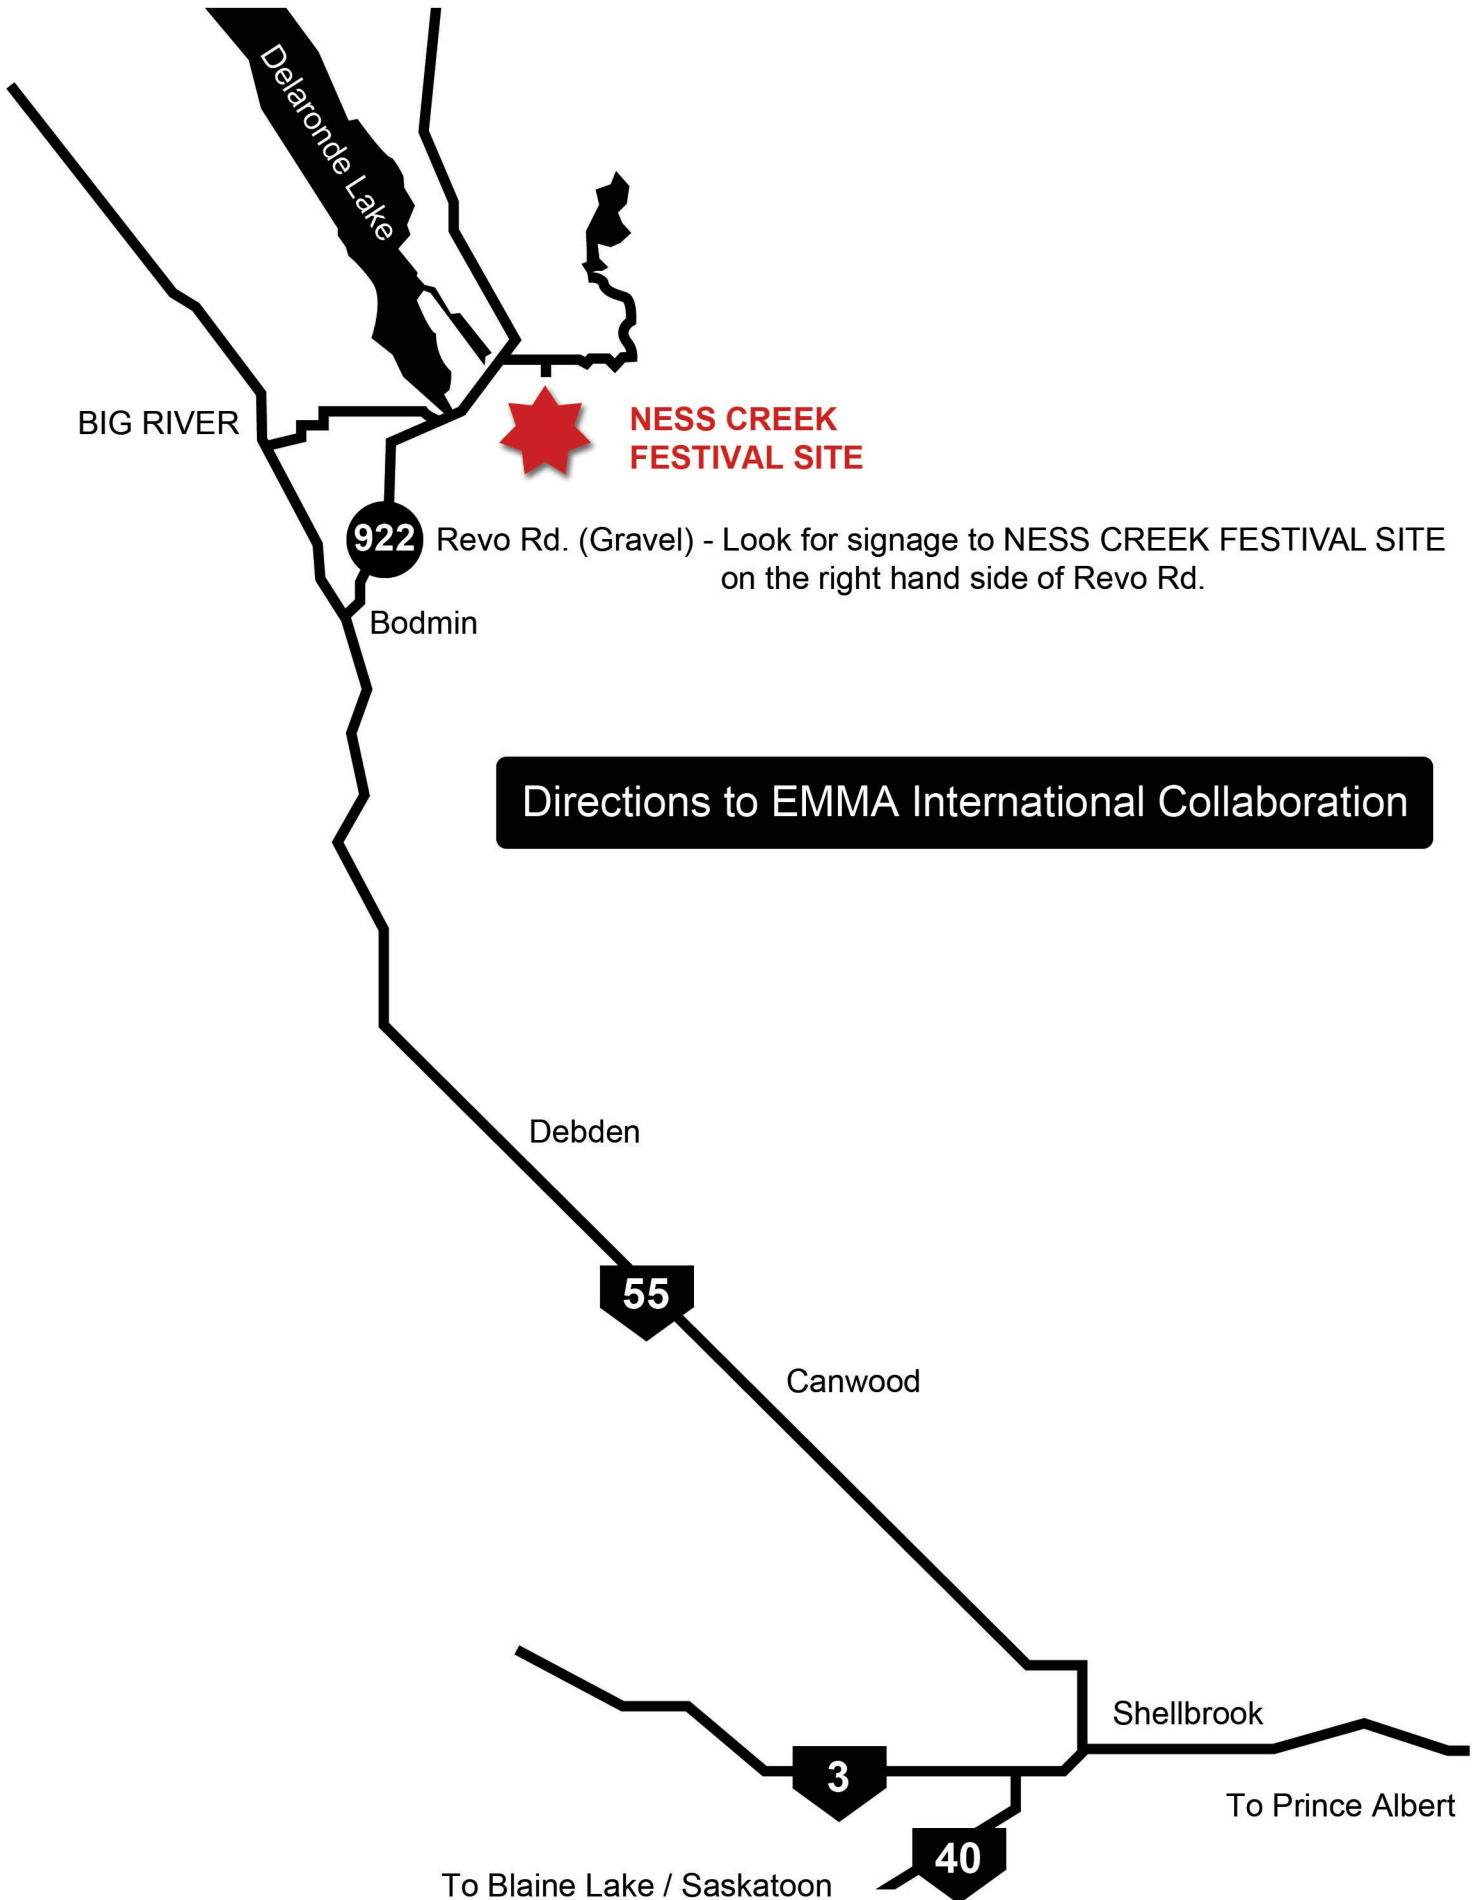 Delaronde Lake
BIG RIVER
NESS CREEK
FESTIVAL SITE
922
Revo Rd. (Gravel) - Look for signage to NESS CREEK FESTIVAL SITE
on the right hand side of Revo Rd.
Bodmin
Directions to EMMA International Collaboration
Debden
55
Canwood
Shellbrook
3
To Prince Albert
40
To Blaine Lake / Saskatoon